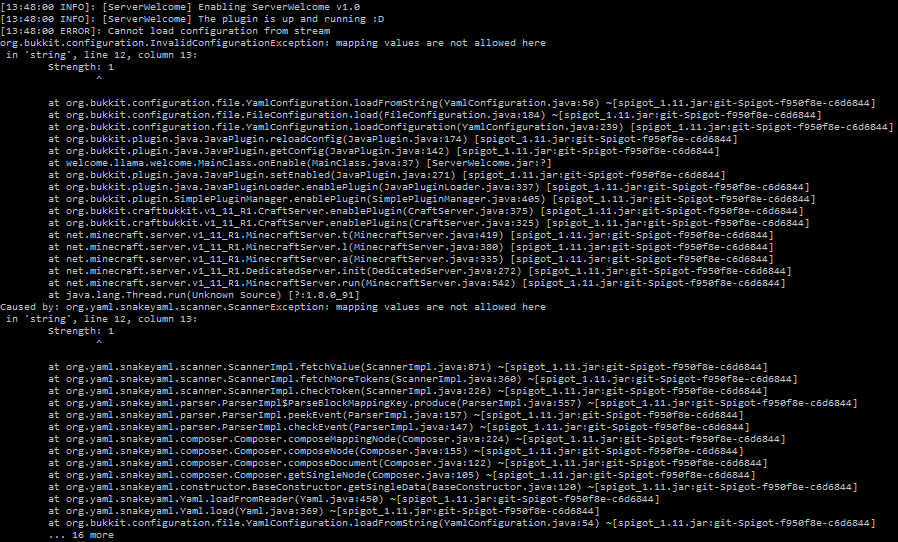 [13:48:00 INFO]: [ServerWelcome] Enabling ServerWelcome v1.0
[13:48:00 INFO]: [ServerWelcome] The plugin is up and running :D
[13:48:00 ERROR]: Cannot load configuration from stream
org.bukkit.configuration.InvalidConfigurationException: mapping values are not allowed here
 in 'string', line 12, column 13:
        Strength: 1
                ^

        at org.bukkit.configuration.file.YamlConfiguration.loadFromString(YamlConfiguration.java:56) ~[spigot_1.11.jar:git-Spigot-f950f8e-c6d6844]
        at org.bukkit.configuration.file.FileConfiguration.load(FileConfiguration.java:184) ~[spigot_1.11.jar:git-Spigot-f950f8e-c6d6844]
        at org.bukkit.configuration.file.YamlConfiguration.loadConfiguration(YamlConfiguration.java:239) [spigot_1.11.jar:git-Spigot-f950f8e-c6d6844]
        at org.bukkit.plugin.java.JavaPlugin.reloadConfig(JavaPlugin.java:174) [spigot_1.11.jar:git-Spigot-f950f8e-c6d6844]
        at org.bukkit.plugin.java.JavaPlugin.getConfig(JavaPlugin.java:142) [spigot_1.11.jar:git-Spigot-f950f8e-c6d6844]
        at welcome.llama.welcome.MainClass.onEnable(MainClass.java:37) [ServerWelcome.jar:?]
        at org.bukkit.plugin.java.JavaPlugin.setEnabled(JavaPlugin.java:271) [spigot_1.11.jar:git-Spigot-f950f8e-c6d6844]
        at org.bukkit.plugin.java.JavaPluginLoader.enablePlugin(JavaPluginLoader.java:337) [spigot_1.11.jar:git-Spigot-f950f8e-c6d6844]
        at org.bukkit.plugin.SimplePluginManager.enablePlugin(SimplePluginManager.java:405) [spigot_1.11.jar:git-Spigot-f950f8e-c6d6844]
        at org.bukkit.craftbukkit.v1_11_R1.CraftServer.enablePlugin(CraftServer.java:375) [spigot_1.11.jar:git-Spigot-f950f8e-c6d6844]
        at org.bukkit.craftbukkit.v1_11_R1.CraftServer.enablePlugins(CraftServer.java:325) [spigot_1.11.jar:git-Spigot-f950f8e-c6d6844]
        at net.minecraft.server.v1_11_R1.MinecraftServer.t(MinecraftServer.java:419) [spigot_1.11.jar:git-Spigot-f950f8e-c6d6844]
        at net.minecraft.server.v1_11_R1.MinecraftServer.l(MinecraftServer.java:380) [spigot_1.11.jar:git-Spigot-f950f8e-c6d6844]
        at net.minecraft.server.v1_11_R1.MinecraftServer.a(MinecraftServer.java:335) [spigot_1.11.jar:git-Spigot-f950f8e-c6d6844]
        at net.minecraft.server.v1_11_R1.DedicatedServer.init(DedicatedServer.java:272) [spigot_1.11.jar:git-Spigot-f950f8e-c6d6844]
        at net.minecraft.server.v1_11_R1.MinecraftServer.run(MinecraftServer.java:542) [spigot_1.11.jar:git-Spigot-f950f8e-c6d6844]
        at java.lang.Thread.run(Unknown Source) [?:1.8.0_91]
Caused by: org.yaml.snakeyaml.scanner.ScannerException: mapping values are not allowed here
 in 'string', line 12, column 13:
        Strength: 1
                ^

        at org.yaml.snakeyaml.scanner.ScannerImpl.fetchValue(ScannerImpl.java:871) ~[spigot_1.11.jar:git-Spigot-f950f8e-c6d6844]
        at org.yaml.snakeyaml.scanner.ScannerImpl.fetchMoreTokens(ScannerImpl.java:360) ~[spigot_1.11.jar:git-Spigot-f950f8e-c6d6844]
        at org.yaml.snakeyaml.scanner.ScannerImpl.checkToken(ScannerImpl.java:226) ~[spigot_1.11.jar:git-Spigot-f950f8e-c6d6844]
        at org.yaml.snakeyaml.parser.ParserImpl$ParseBlockMappingKey.produce(ParserImpl.java:557) ~[spigot_1.11.jar:git-Spigot-f950f8e-c6d6844]
        at org.yaml.snakeyaml.parser.ParserImpl.peekEvent(ParserImpl.java:157) ~[spigot_1.11.jar:git-Spigot-f950f8e-c6d6844]
        at org.yaml.snakeyaml.parser.ParserImpl.checkEvent(ParserImpl.java:147) ~[spigot_1.11.jar:git-Spigot-f950f8e-c6d6844]
        at org.yaml.snakeyaml.composer.Composer.composeMappingNode(Composer.java:224) ~[spigot_1.11.jar:git-Spigot-f950f8e-c6d6844]
        at org.yaml.snakeyaml.composer.Composer.composeNode(Composer.java:155) ~[spigot_1.11.jar:git-Spigot-f950f8e-c6d6844]
        at org.yaml.snakeyaml.composer.Composer.composeDocument(Composer.java:122) ~[spigot_1.11.jar:git-Spigot-f950f8e-c6d6844]
        at org.yaml.snakeyaml.composer.Composer.getSingleNode(Composer.java:105) ~[spigot_1.11.jar:git-Spigot-f950f8e-c6d6844]
        at org.yaml.snakeyaml.constructor.BaseConstructor.getSingleData(BaseConstructor.java:120) ~[spigot_1.11.jar:git-Spigot-f950f8e-c6d6844]
        at org.yaml.snakeyaml.Yaml.loadFromReader(Yaml.java:450) ~[spigot_1.11.jar:git-Spigot-f950f8e-c6d6844]
        at org.yaml.snakeyaml.Yaml.load(Yaml.java:369) ~[spigot_1.11.jar:git-Spigot-f950f8e-c6d6844]
        at org.bukkit.configuration.file.YamlConfiguration.loadFromString(YamlConfiguration.java:54) ~[spigot_1.11.jar:git-Spigot-f950f8e-c6d6844]
        ... 16 more